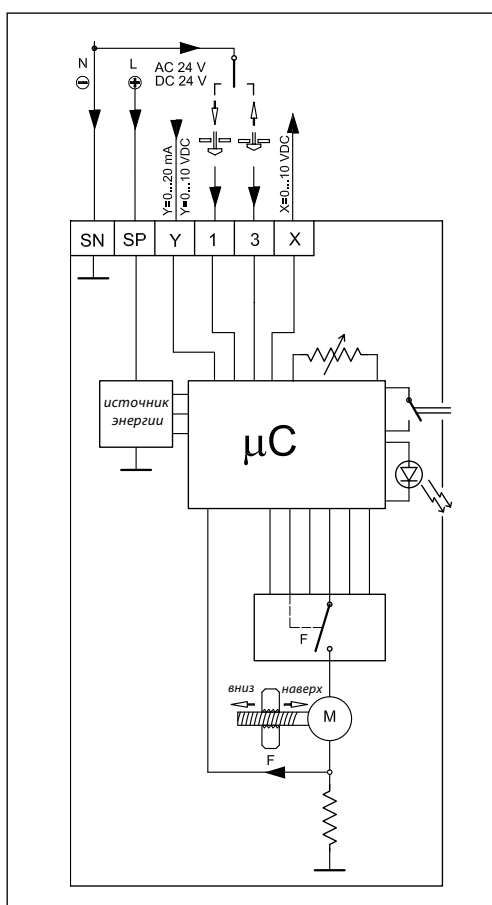 N L AC 24 V
DC 24 V
Y=0...20 mA
Y=0...10 VDC
X=0...10 VDC
SN SP Y 1 3 X
источник
энергии
μC
F
вниз наверх
M
F